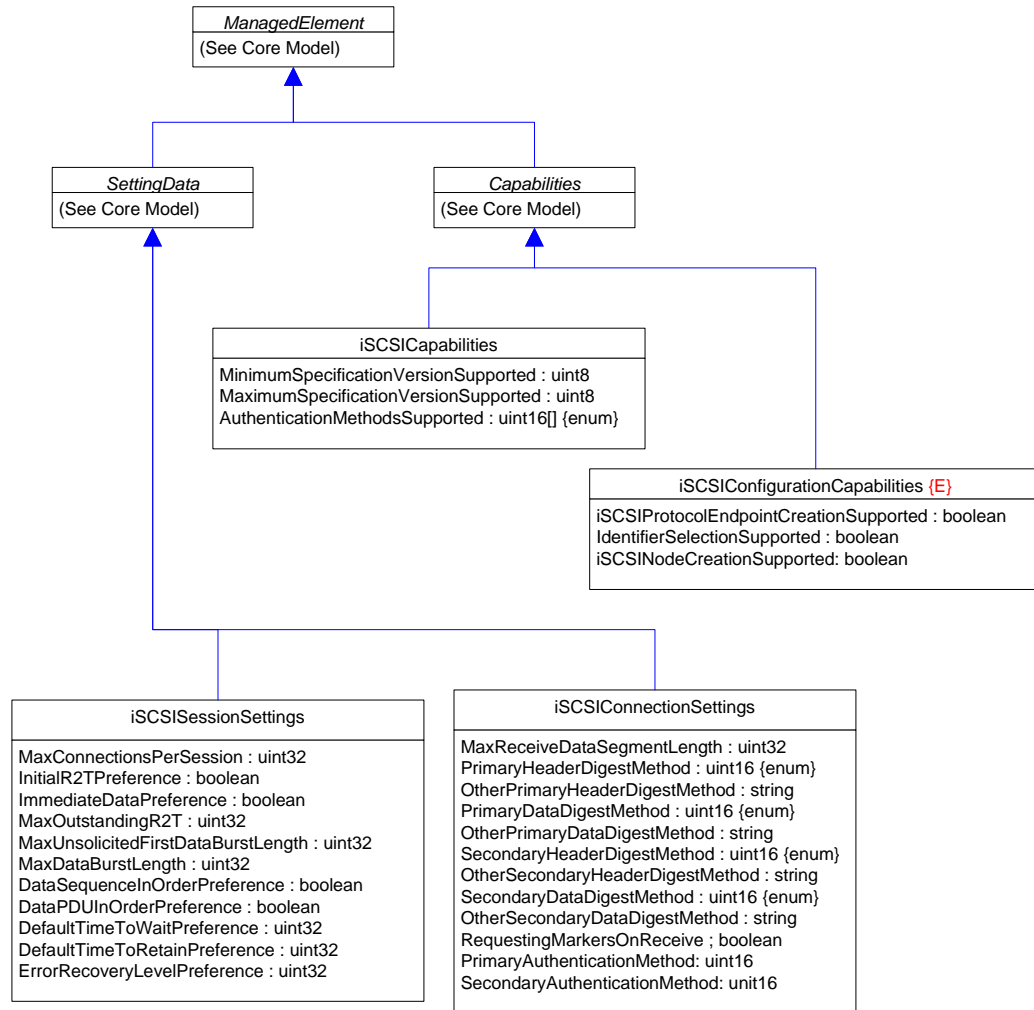 ManagedElement
(See Core Model)
SettingData
(See Core Model)
Capabilities
(See Core Model)
iSCSICapabilities
MinimumSpecificationVersionSupported : uint8
MaximumSpecificationVersionSupported : uint8
AuthenticationMethodsSupported : uint16[] {enum}
iSCSIConfigurationCapabilities {E}
iSCSIProtocolEndpointCreationSupported : boolean
IdentifierSelectionSupported : boolean
iSCSINodeCreationSupported: boolean
iSCSISessionSettings
MaxConnectionsPerSession : uint32
InitialR2TPreference : boolean
ImmediateDataPreference : boolean
MaxOutstandingR2T : uint32
MaxUnsolicitedFirstDataBurstLength : uint32
MaxDataBurstLength : uint32
DataSequenceInOrderPreference : boolean
DataPDUInOrderPreference : boolean
DefaultTimeToWaitPreference : uint32
DefaultTimeToRetainPreference : uint32
ErrorRecoveryLevelPreference : uint32
iSCSIConnectionSettings
MaxReceiveDataSegmentLength : uint32
PrimaryHeaderDigestMethod : uint16 {enum}
OtherPrimaryHeaderDigestMethod : string
PrimaryDataDigestMethod : uint16 {enum}
OtherPrimaryDataDigestMethod : string
SecondaryHeaderDigestMethod : uint16 {enum}
OtherSecondaryHeaderDigestMethod : string
SecondaryDataDigestMethod : uint16 {enum}
OtherSecondaryDataDigestMethod : string
RequestingMarkersOnReceive ; boolean
PrimaryAuthenticationMethod: uint16
SecondaryAuthenticationMethod: unit16